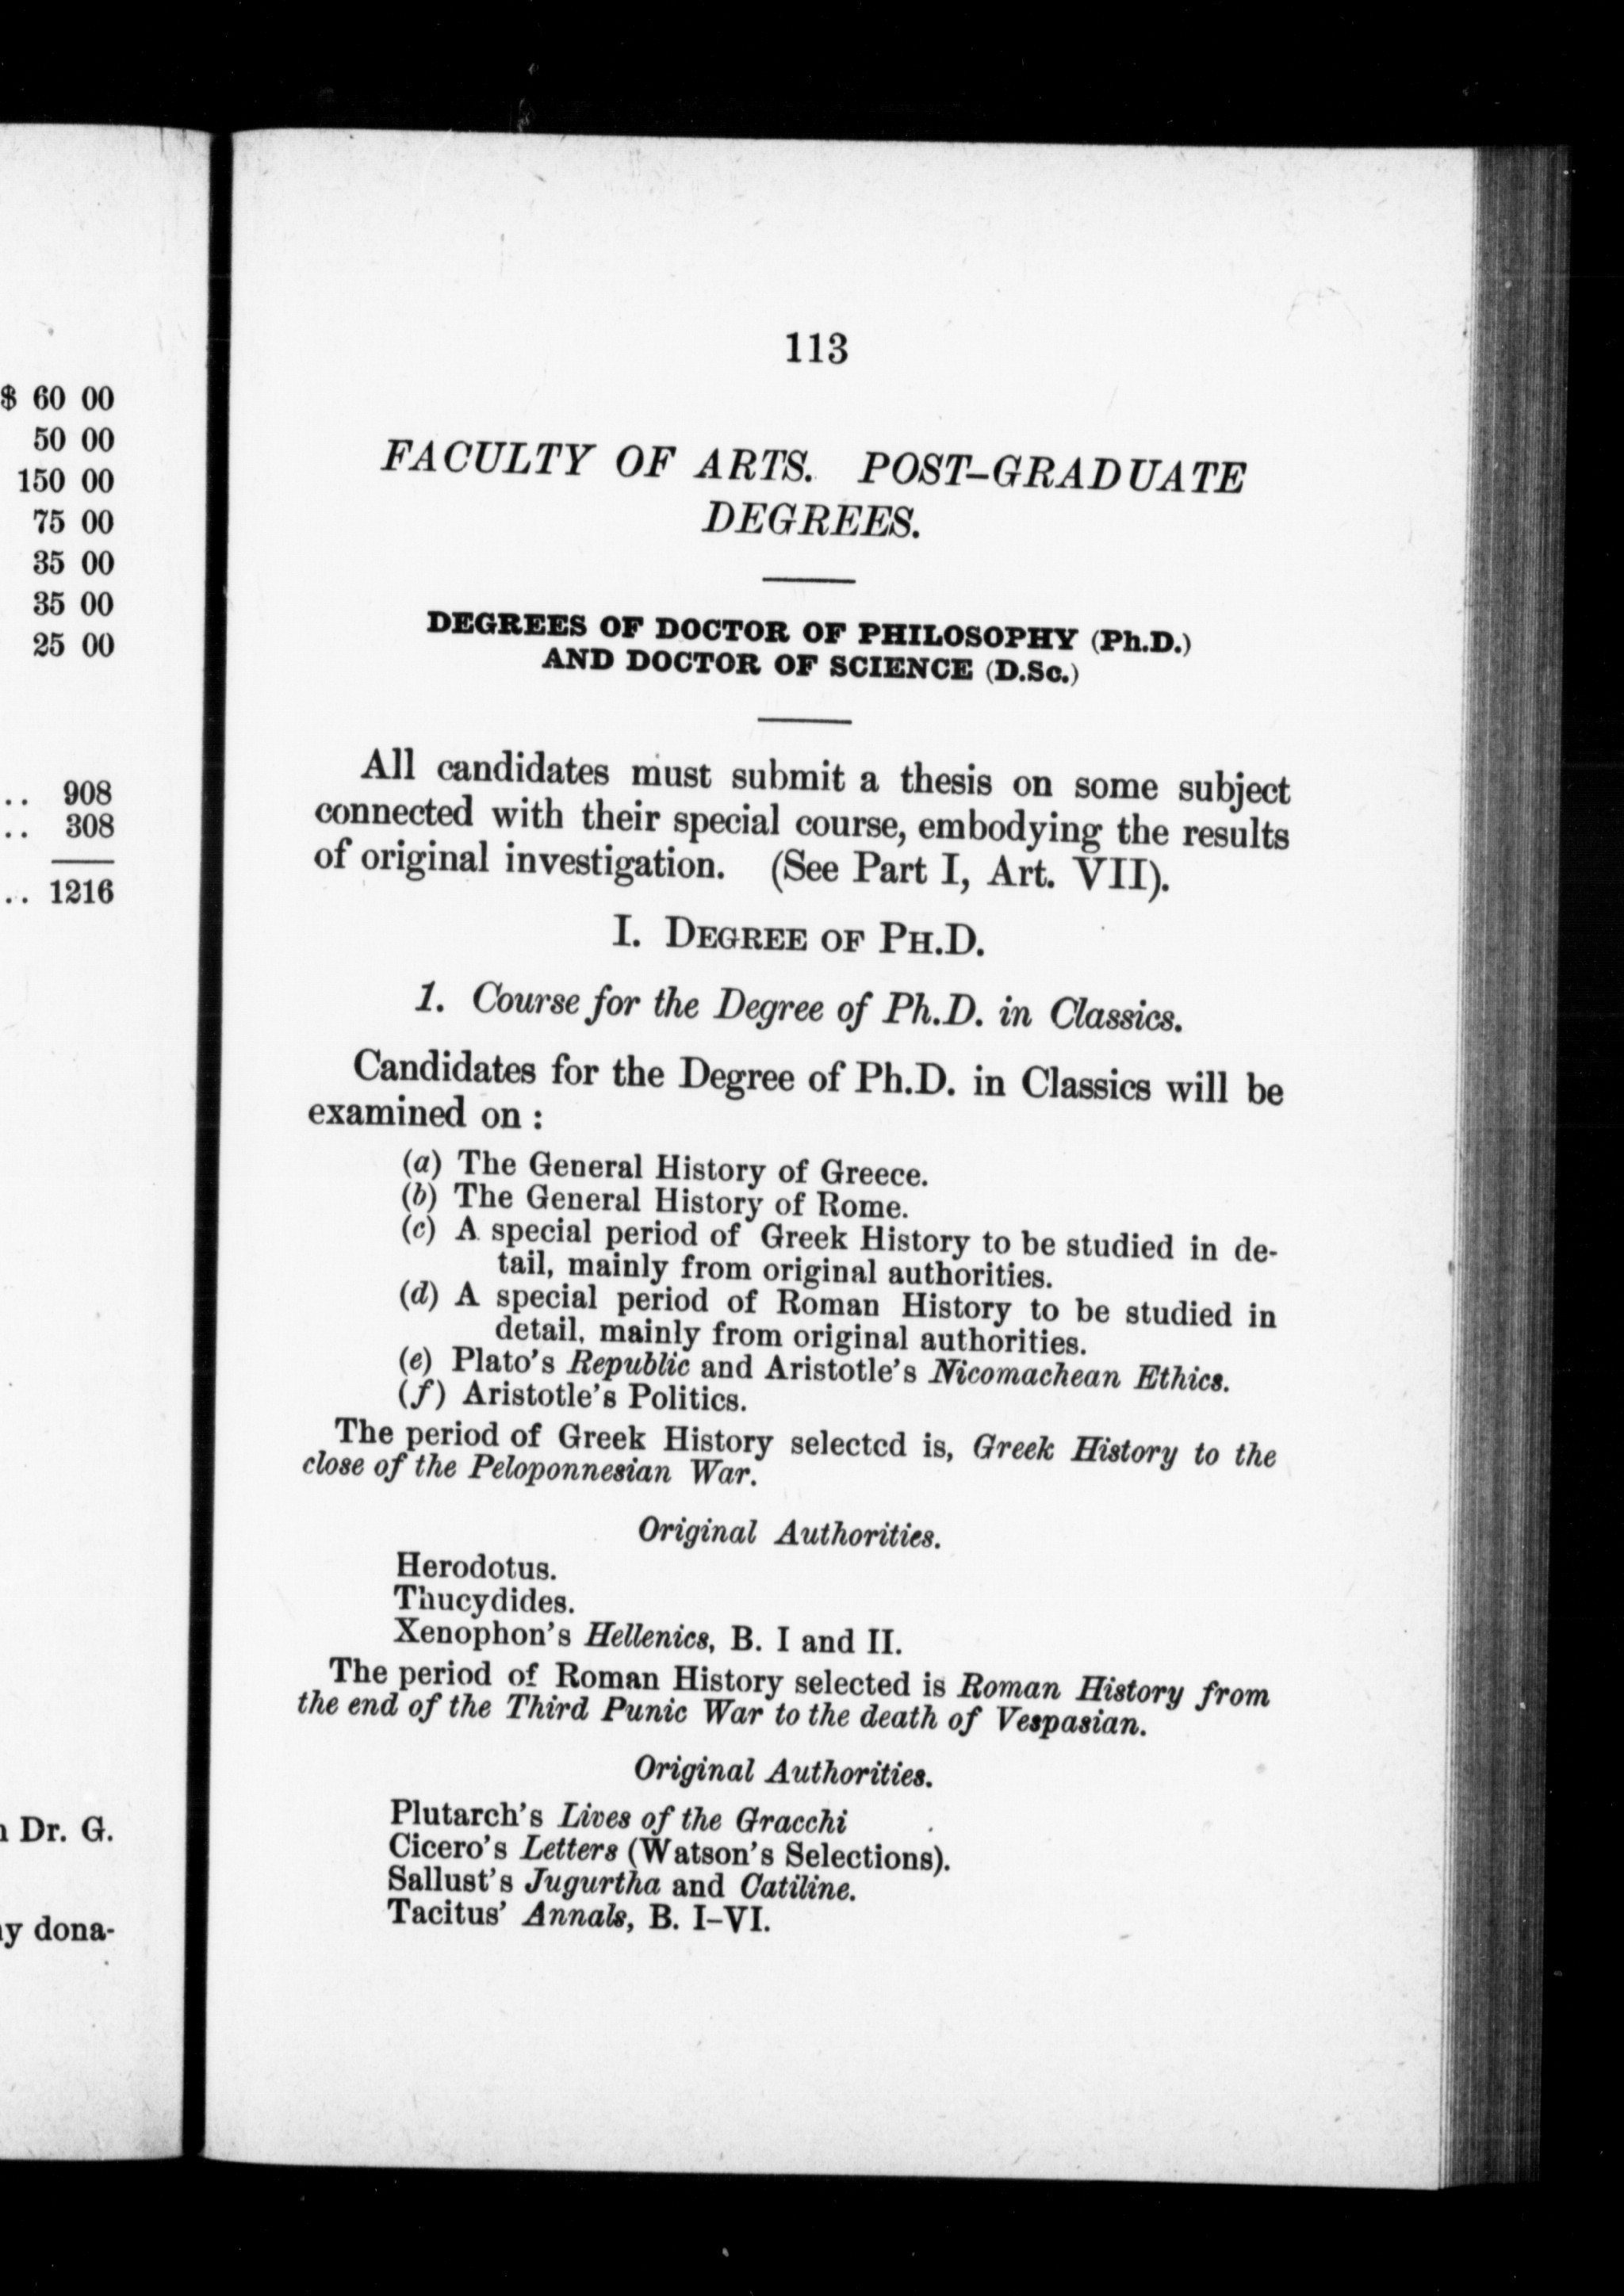 $ 60 00
50 00
150 00
75 00
35 00
35 00
25 00
.. 908
.. 308
.. 1216
Dr. G.
dona-
113
FACULTY OF ARTS. POST-GRADUATE
DEGREES.
DEGREES OF DOCTOR OF PHILOSOPHY (Ph.D.)
AND DOCTOR OF SCIENCE (D.Sc.)
All candidates must submit a thesis on some subject
connected with their special course, embodying the results
of original investigation. (See Part I, Art. VII).
I. DEGREE OF PH.D.
1. Course for the Degree of Ph.D. in Classics.
Candidates for the Degree of Ph.D. in Classics will be
examined on :
(a) The General History of Greece.
(b) The General History of Rome.
(c) A special period of Greek History to be studied in de-
tail, mainly from original authorities.
(d) A special period of Roman History to be studied in
detail, mainly from original authorities.
(e) Plato's Republic and Aristotle's Nicomachean Ethics.
(f) Aristotle's Politics.
The period of Greek History selected is, Greek History to the
close of the Peloponnesian War.
Original Authorities.
Herodotus.
Thucydides.
Xenophon's Hellenics, B. I and II.
The period of Roman History selected is Roman History from
the end of the Third Punic War to the death of Vespasian.
Original Authorities.
Plutarch's Lives of the Gracchi
Cicero's Letters (Watson's Selections).
Sallust's Jugurtha and Catiline.
Tacitus' Annals, B. I-VI.